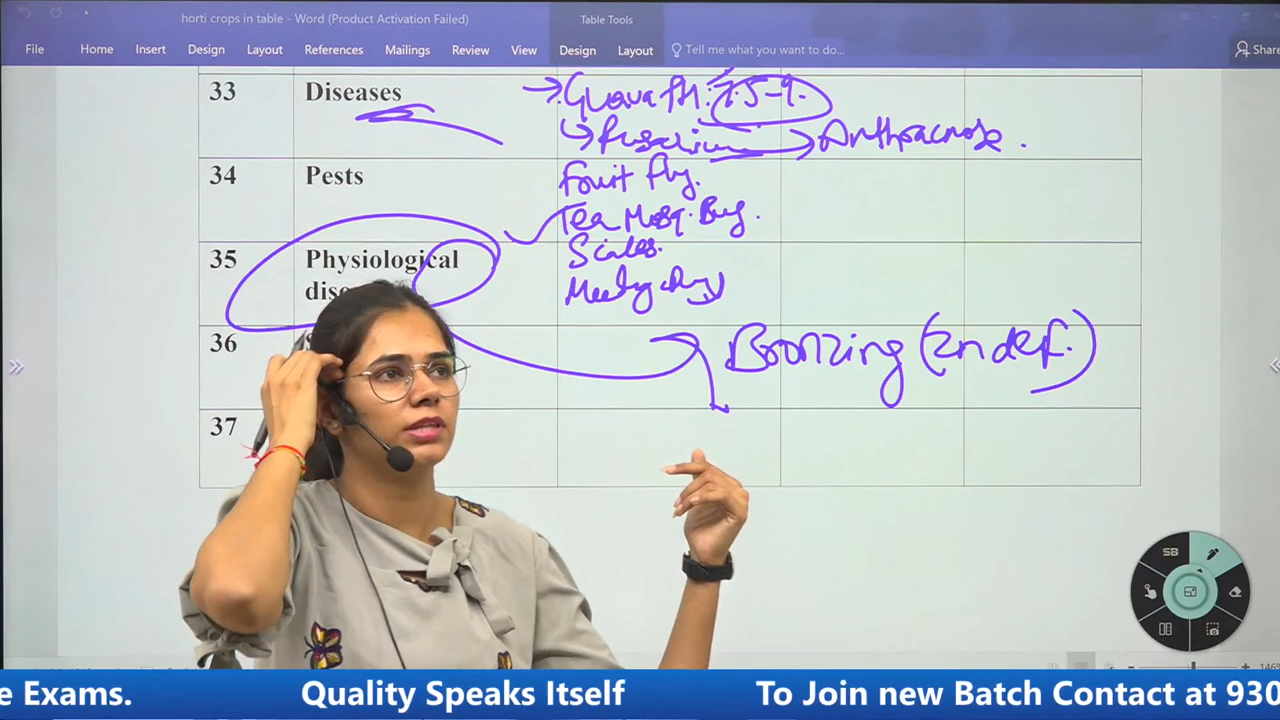 horti crops in table - Word (Product Activation Failed)
Table Tools
File Home Insert Design Layout References Mailings Review View Design Layout Tell me what you want to do... Share
33 Diseases
→ Guava pH: 7.5-9.
→ Anthracnose.
34 Pests
Fruit fly.
Tea Mosq. Bug.
35 Physiological
Scales.
Mealy Bug
36
Bronzing (Zn def.)
37
SB
146
e Exams. Quality Speaks Itself To Join new Batch Contact at 930